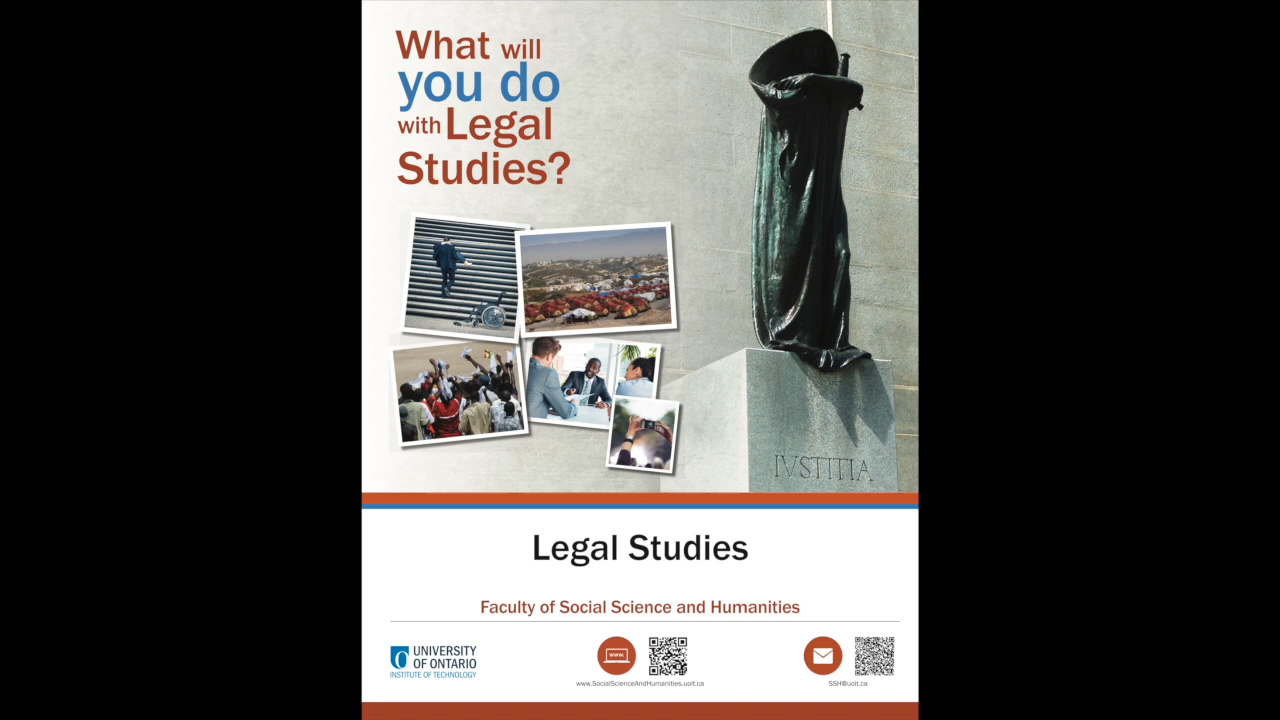 What will
you do
with Legal
Studies?
IVSTITIA
Legal Studies
Faculty of Social Science and Humanities
UNIVERSITY
OF ONTARIO
INSTITUTE OF TECHNOLOGY
www.
www.SocialScienceAndHumanities.uoit.ca
SSH@uoit.ca